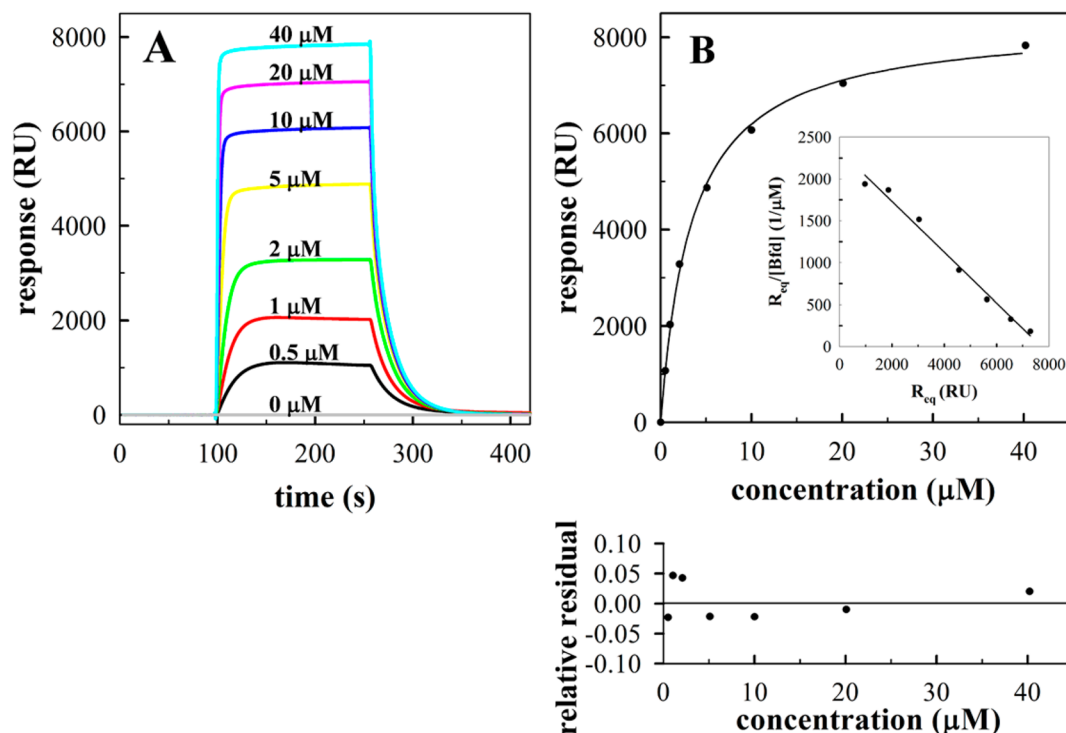 A
response (RU)
8000
6000
4000
2000
0
40 μM
20 μM
10 μM
5 μM
2 μM
1 μM
0.5 μM
0 μM
0 100 200 300 400
time (s)
B
response (RU)
8000
6000
4000
2000
0
0 10 20 30 40
concentration (μM)
Req/[Bfd] (1/μM)
2500
2000
1500
1000
500
0
0 2000 4000 6000 8000
Req (RU)
relative residual
0.10
0.05
0.00
-0.05
-0.10
0 10 20 30 40
concentration (μM)